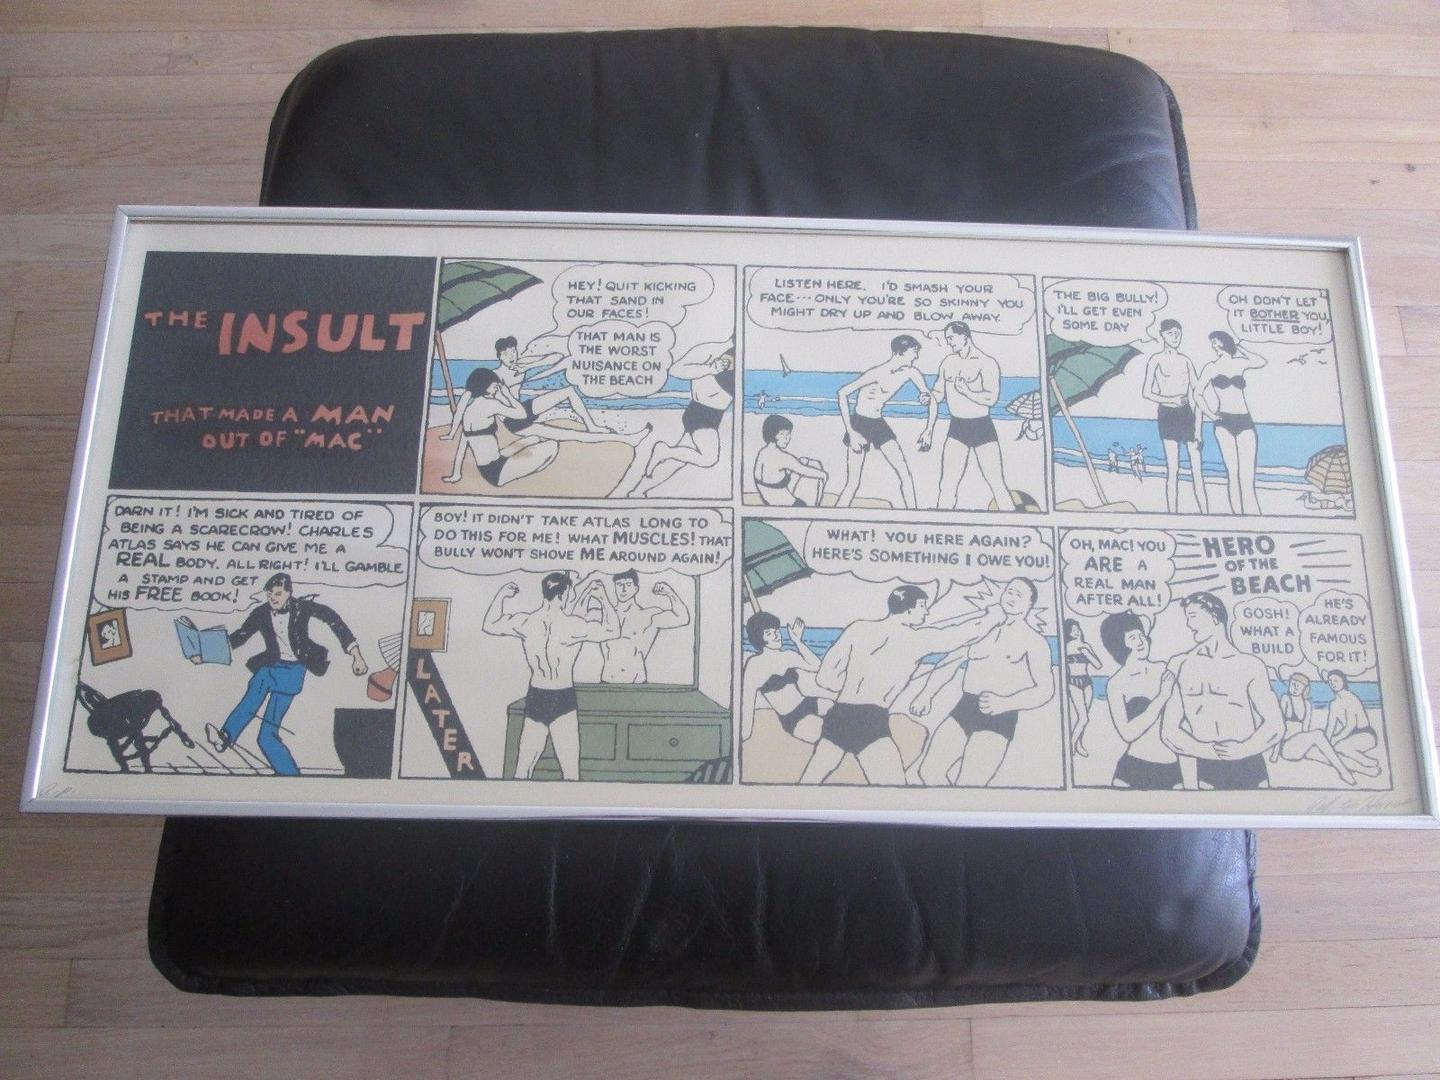 THE INSULT
THAT MADE A MAN
OUT OF "MAC"
HEY! QUIT KICKING
THAT SAND IN
OUR FACES!
THAT MAN IS
THE WORST
NUISANCE ON
THE BEACH
LISTEN HERE. I'D SMASH YOUR
FACE---ONLY YOU'RE SO SKINNY YOU
MIGHT DRY UP AND BLOW AWAY.
THE BIG BULLY!
I'LL GET EVEN
SOME DAY
OH DON'T LET
IT BOTHER YOU,
LITTLE BOY!
DARN IT! I'M SICK AND TIRED OF
BEING A SCARECROW! CHARLES
ATLAS SAYS HE CAN GIVE ME A
REAL BODY. ALL RIGHT! I'LL GAMBLE
A STAMP AND GET
HIS FREE BOOK!
BOY! IT DIDN'T TAKE ATLAS LONG TO
DO THIS FOR ME! WHAT MUSCLES! THAT
BULLY WON'T SHOVE ME AROUND AGAIN!
LATER
WHAT! YOU HERE AGAIN?
HERE'S SOMETHING I OWE YOU!
OH, MAC! YOU
ARE A
REAL MAN
AFTER ALL!
HERO
OF THE
BEACH
GOSH!
WHAT A
BUILD
HE'S
ALREADY
FAMOUS
FOR IT!